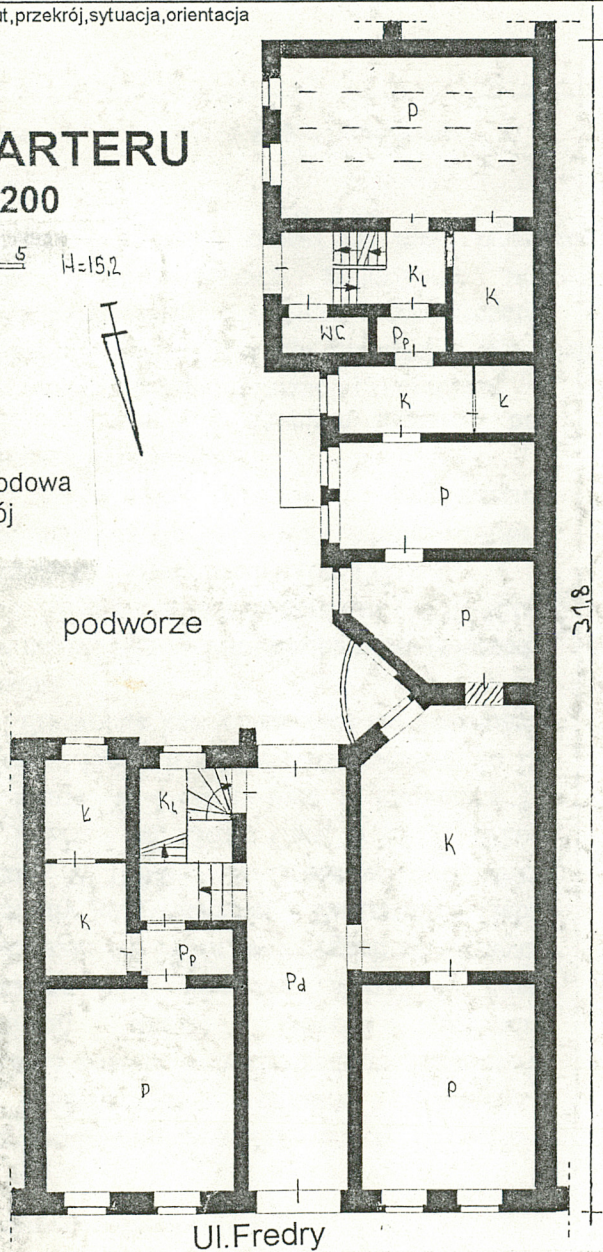 ut,przekrój,sytuacja,orientacja
ARTERU
200
5
H=15,2
odowa
ój
podwórze
P
KL
K
WC
Pp
K
Ł
P
P
31,8
Ł
KL
K
K
Pp
Pd
P
P
Ul.Fredry